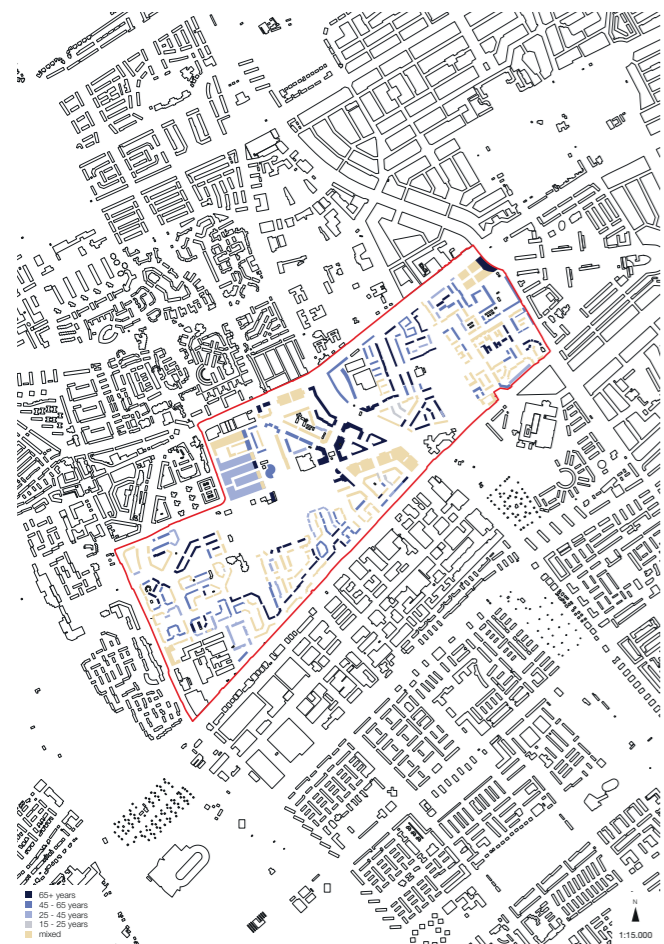 65+ years
45 - 65 years
25 - 45 years
15 - 25 years
mixed
N
1:15.000